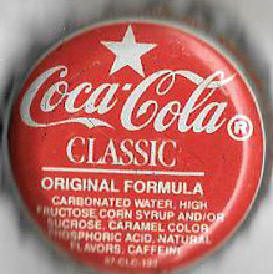 Coca-Cola ®
CLASSIC
ORIGINAL FORMULA
CARBONATED WATER, HIGH
FRUCTOSE CORN SYRUP AND/OR
SUCROSE, CARAMEL COLOR
PHOSPHORIC ACID, NATURAL
FLAVORS, CAFFEINE